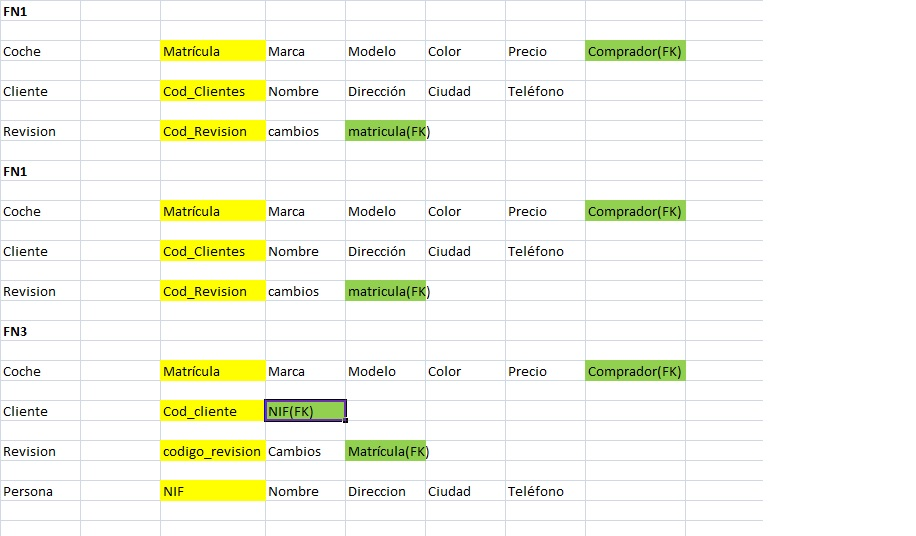 FN1
Coche Matrícula Marca Modelo Color Precio Comprador(FK)
Cliente Cod_Clientes Nombre Dirección Ciudad Teléfono
Revision Cod_Revision cambios matricula(FK)
FN1
Coche Matrícula Marca Modelo Color Precio Comprador(FK)
Cliente Cod_Clientes Nombre Dirección Ciudad Teléfono
Revision Cod_Revision cambios matricula(FK)
FN3
Coche Matrícula Marca Modelo Color Precio Comprador(FK)
Cliente Cod_cliente NIF(FK)
Revision codigo_revision Cambios Matrícula(FK)
Persona NIF Nombre Direccion Ciudad Teléfono